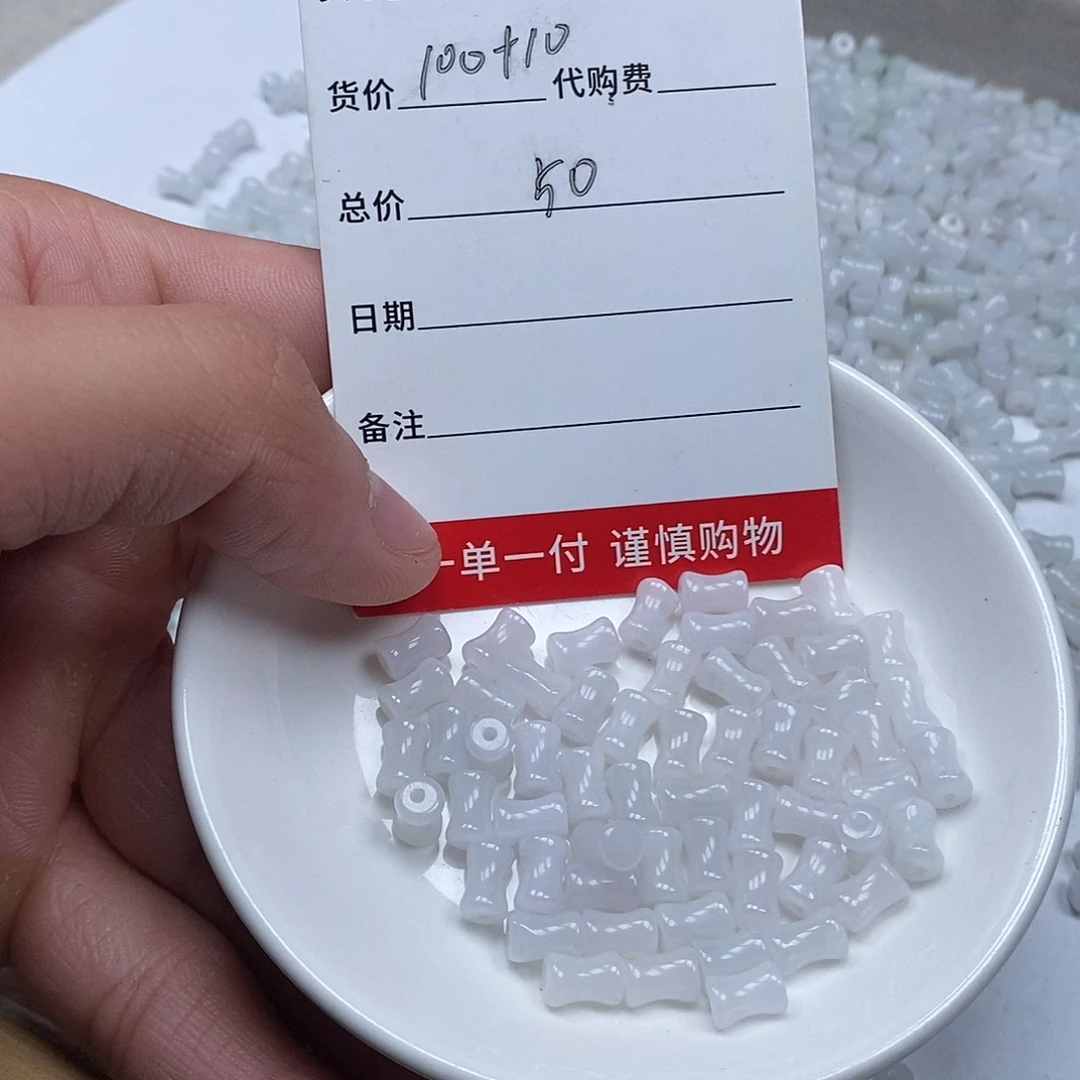 货价 100+10 代购费
总价 50
日期
备注
一单一付 谨慎购物